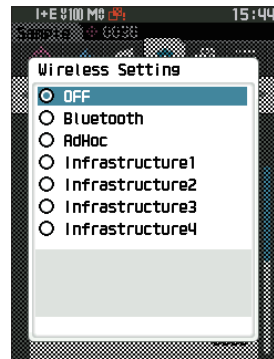 15:44
Wireless Setting
OFF
Bluetooth
AdHoc
Infrastructure1
Infrastructure2
Infrastructure3
Infrastructure4